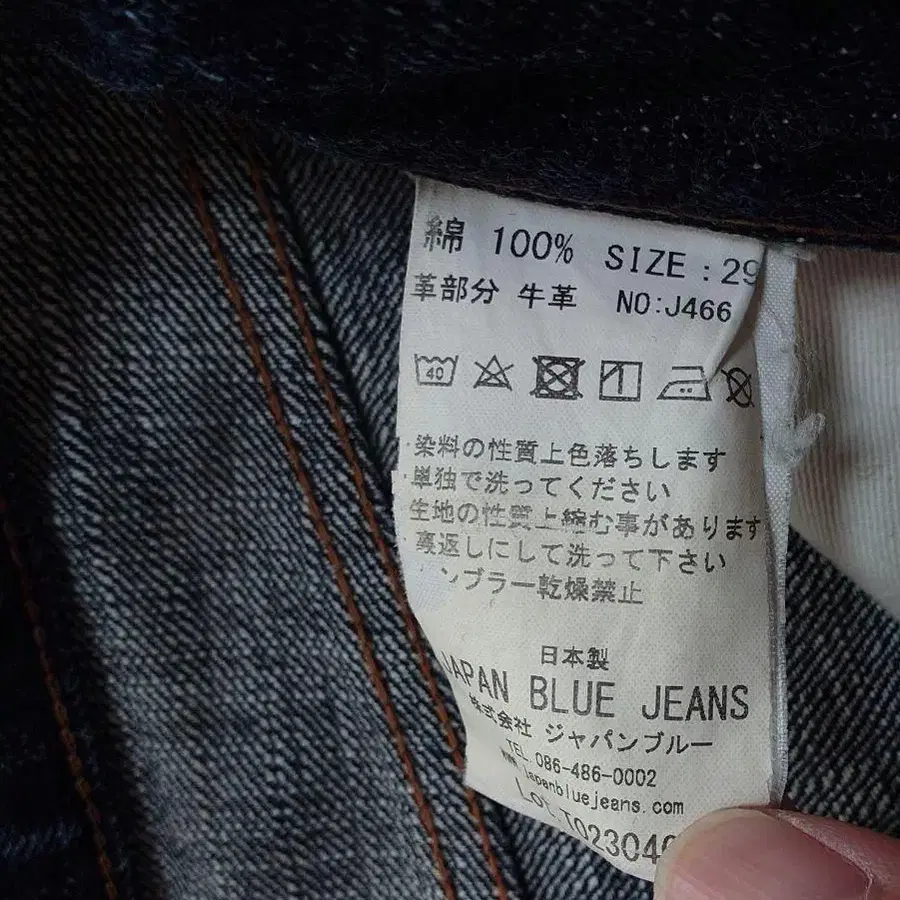 綿 100% SIZE : 29
革部分 牛革 NO:J466
40
染料の性質上色落ちします
単独で洗ってください
生地の性質上縮む事があります
裏返しにして洗って下さい
ンブラー乾燥禁止
日本製
JAPAN BLUE JEANS
株式会社 ジャパンブルー
TEL.086-486-0002
www.japanbluejeans.com
Lot T02304